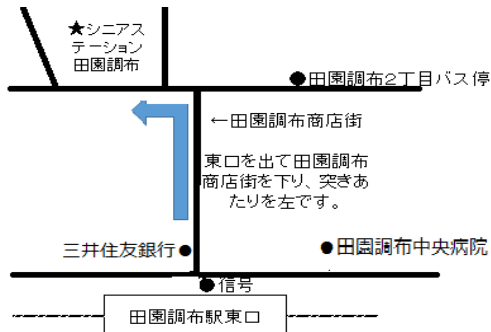 ★シニアス
テーション
田園調布
●田園調布2丁目バス停
←田園調布商店街
東口を出て田園調布
商店街を下り、突きあ
たりを左です。
三井住友銀行●
●田園調布中央病院
●信号
田園調布駅東口